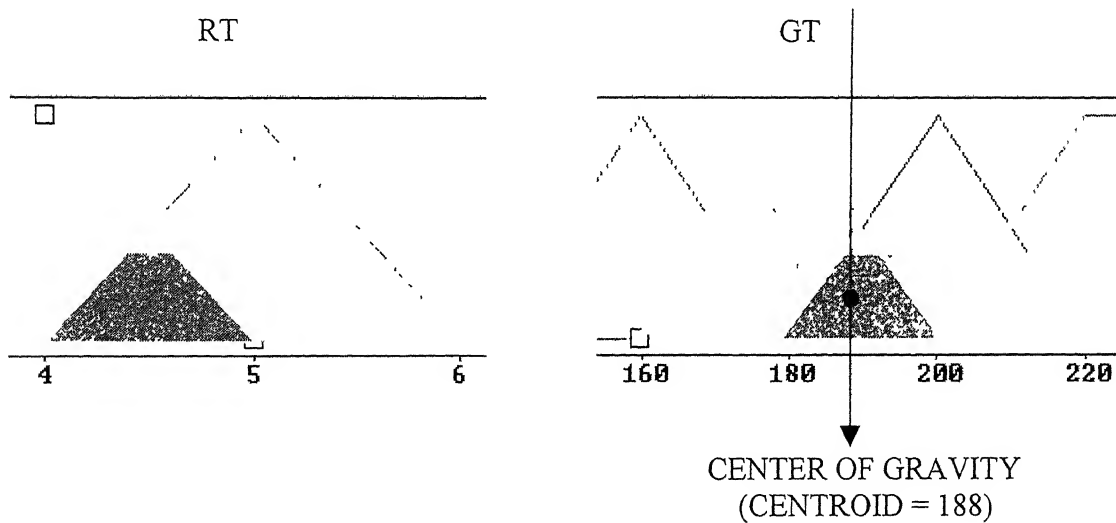 RT GT
4 5 6 160 180 200 220
CENTER OF GRAVITY
(CENTROID = 188)